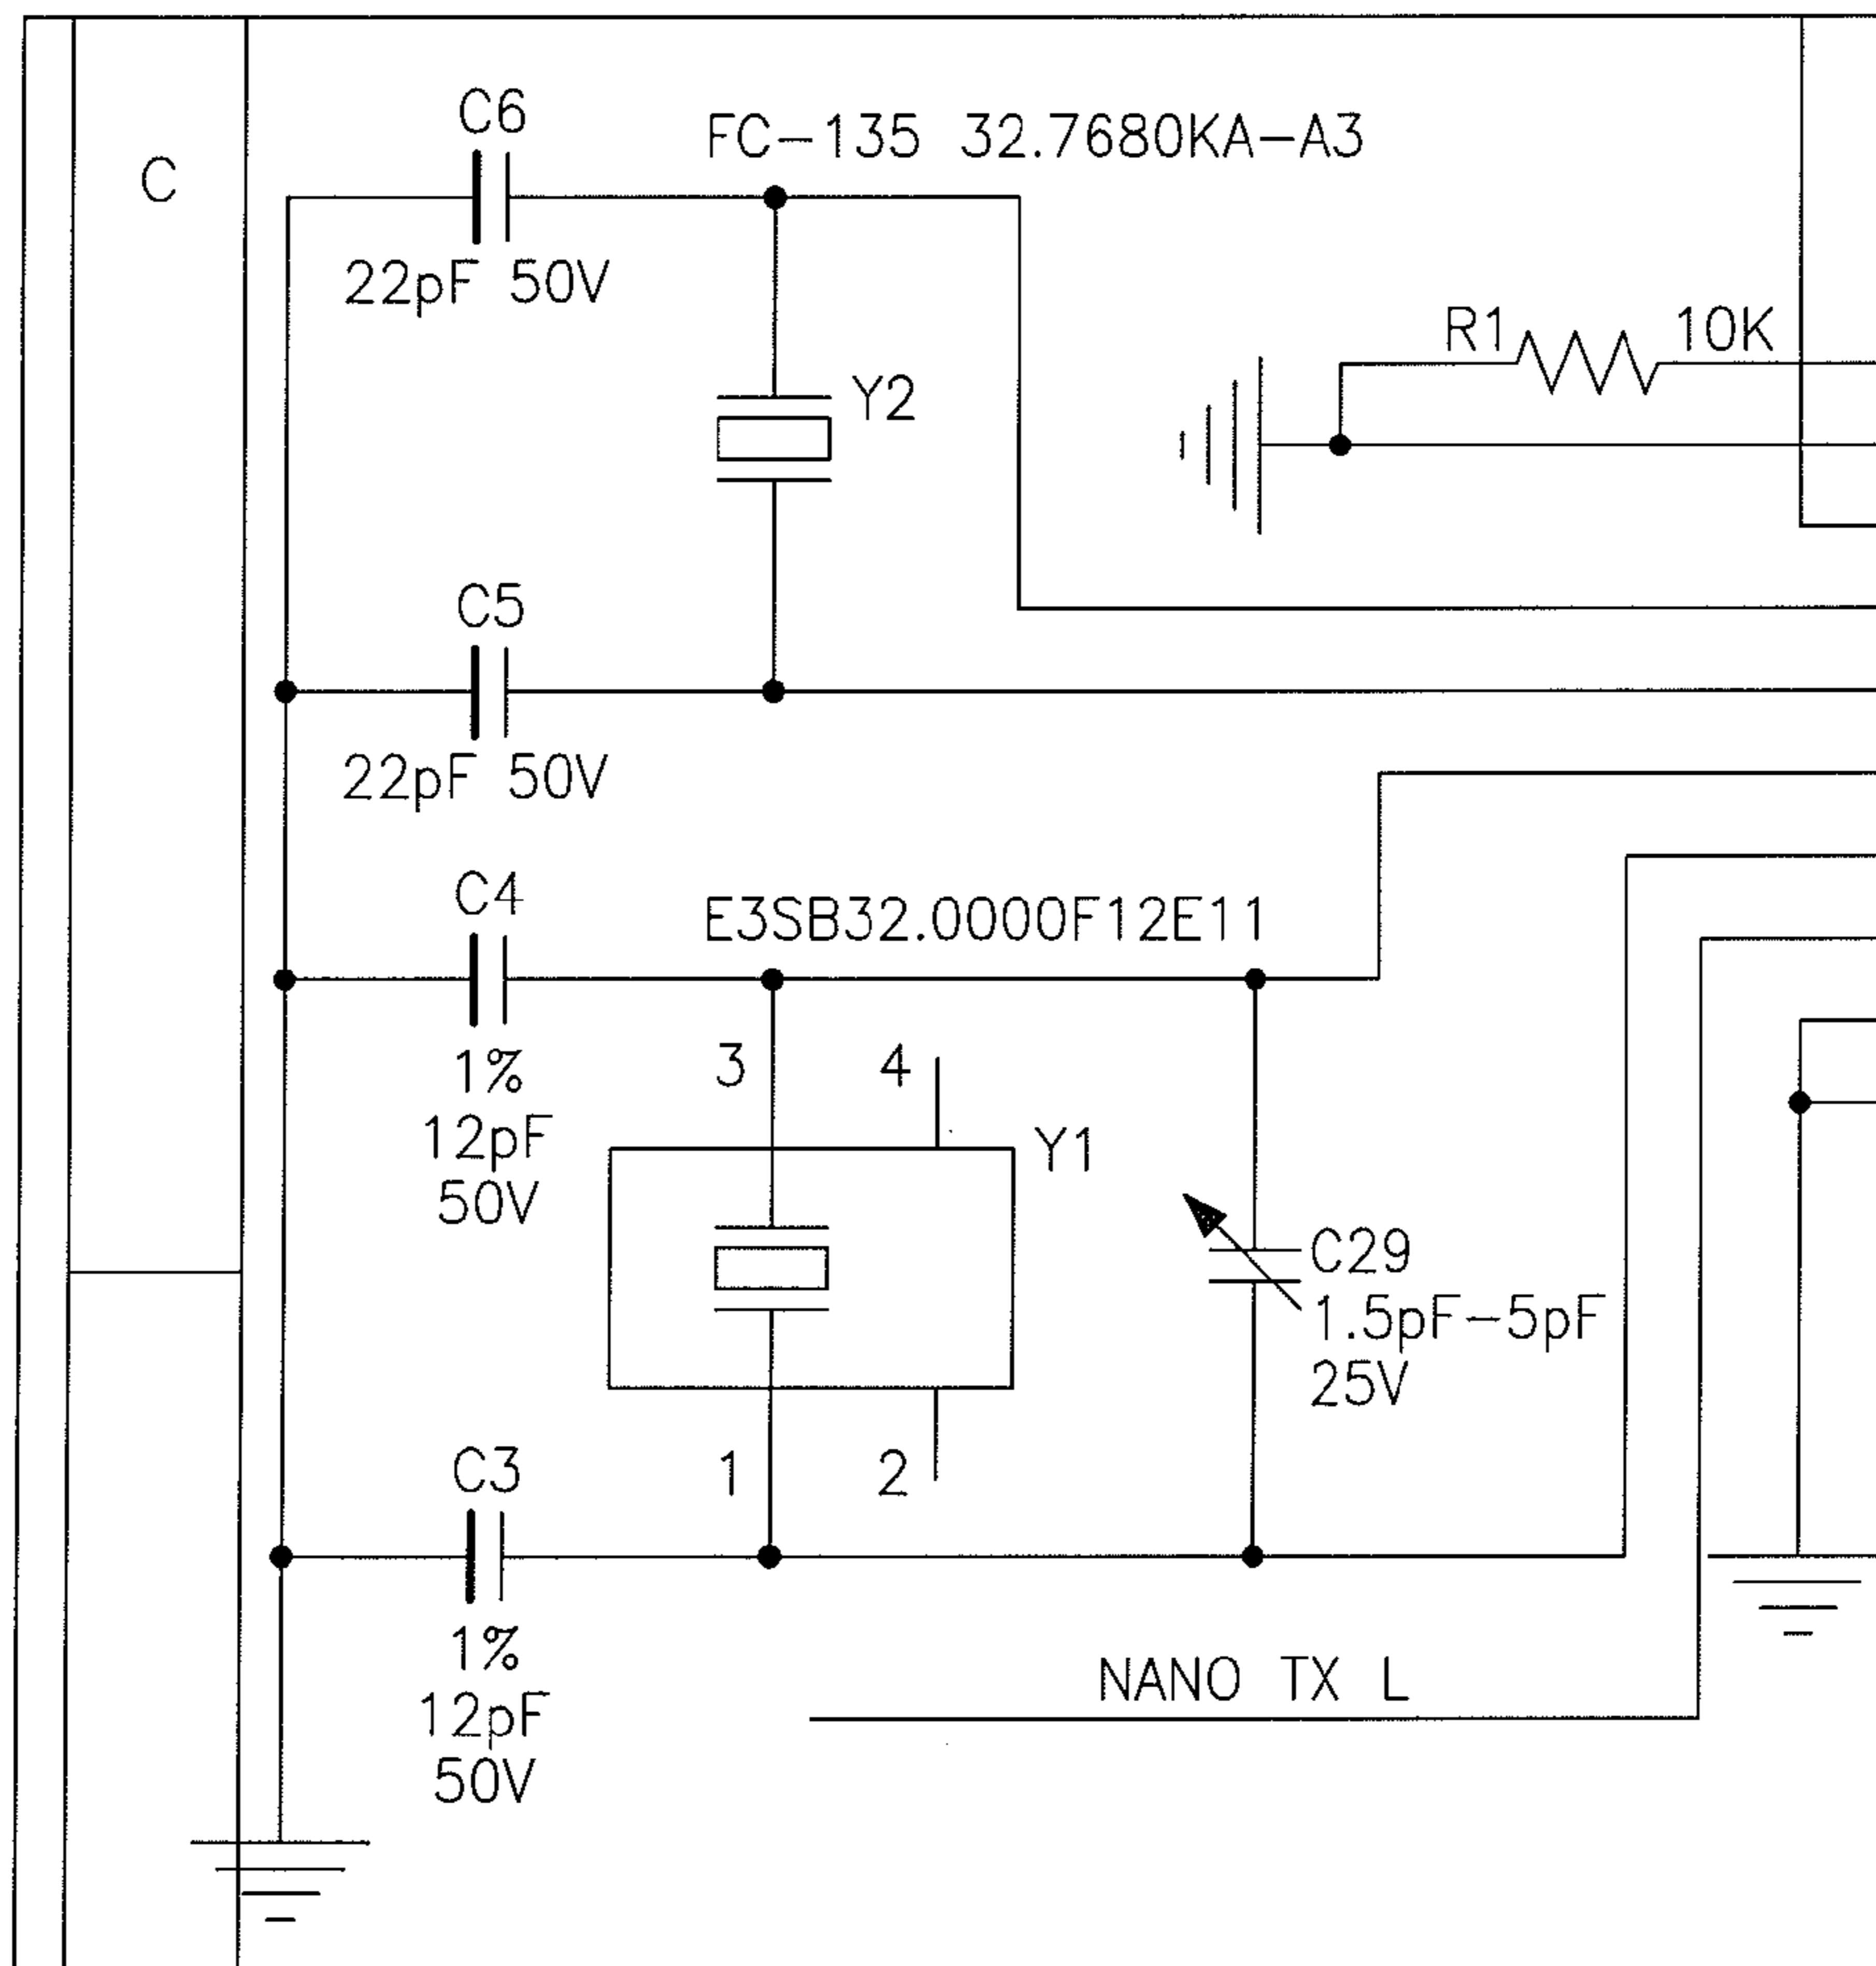 C
C6
FC-135 32.7680KA-A3
22pF 50V
R1
10K
Y2
C5
22pF 50V
C4
E3SB32.0000F12E11
1%
12pF
50V
3
4
Y1
C29
1.5pF-5pF
25V
C3
1
2
1%
12pF
50V
NANO TX L